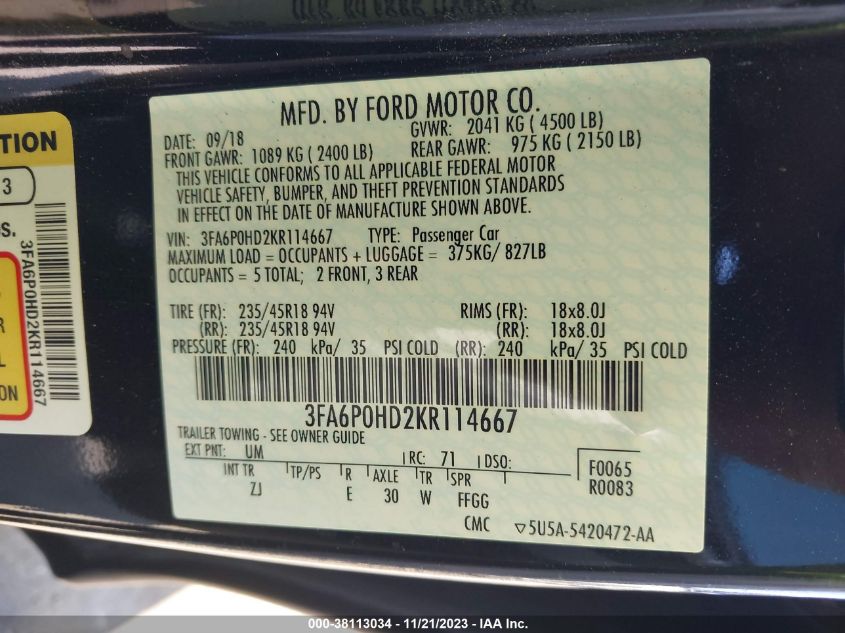 MFD. BY FORD MOTOR CO.
DATE: 09/18 GVWR: 2041 KG ( 4500 LB)
FRONT GAWR: 1089 KG ( 2400 LB) REAR GAWR: 975 KG ( 2150 LB)
THIS VEHICLE CONFORMS TO ALL APPLICABLE FEDERAL MOTOR
VEHICLE SAFETY, BUMPER, AND THEFT PREVENTION STANDARDS
IN EFFECT ON THE DATE OF MANUFACTURE SHOWN ABOVE.
VIN: 3FA6P0HD2KR114667 TYPE: Passenger Car
MAXIMUM LOAD = OCCUPANTS + LUGGAGE = 375KG/ 827LB
OCCUPANTS = 5 TOTAL; 2 FRONT, 3 REAR
TIRE (FR): 235/45R18 94V RIMS (FR): 18x8.0J
(RR): 235/45R18 94V (RR): 18x8.0J
PRESSURE (FR): 240 kPa/ 35 PSI COLD (RR): 240 kPa/ 35 PSI COLD
3FA6P0HD2KR114667
TRAILER TOWING - SEE OWNER GUIDE
EXT PNT: UM RC: 71 DSO: F0065
INT TR TP/PS R AXLE TR SPR R0083
ZJ E 30 W FFGG
CMC ▽5U5A-5420472-AA
TION
3
S.
3FA6P0HD2KR114667
R
L
ON
000-38113034 - 11/21/2023 - IAA Inc.